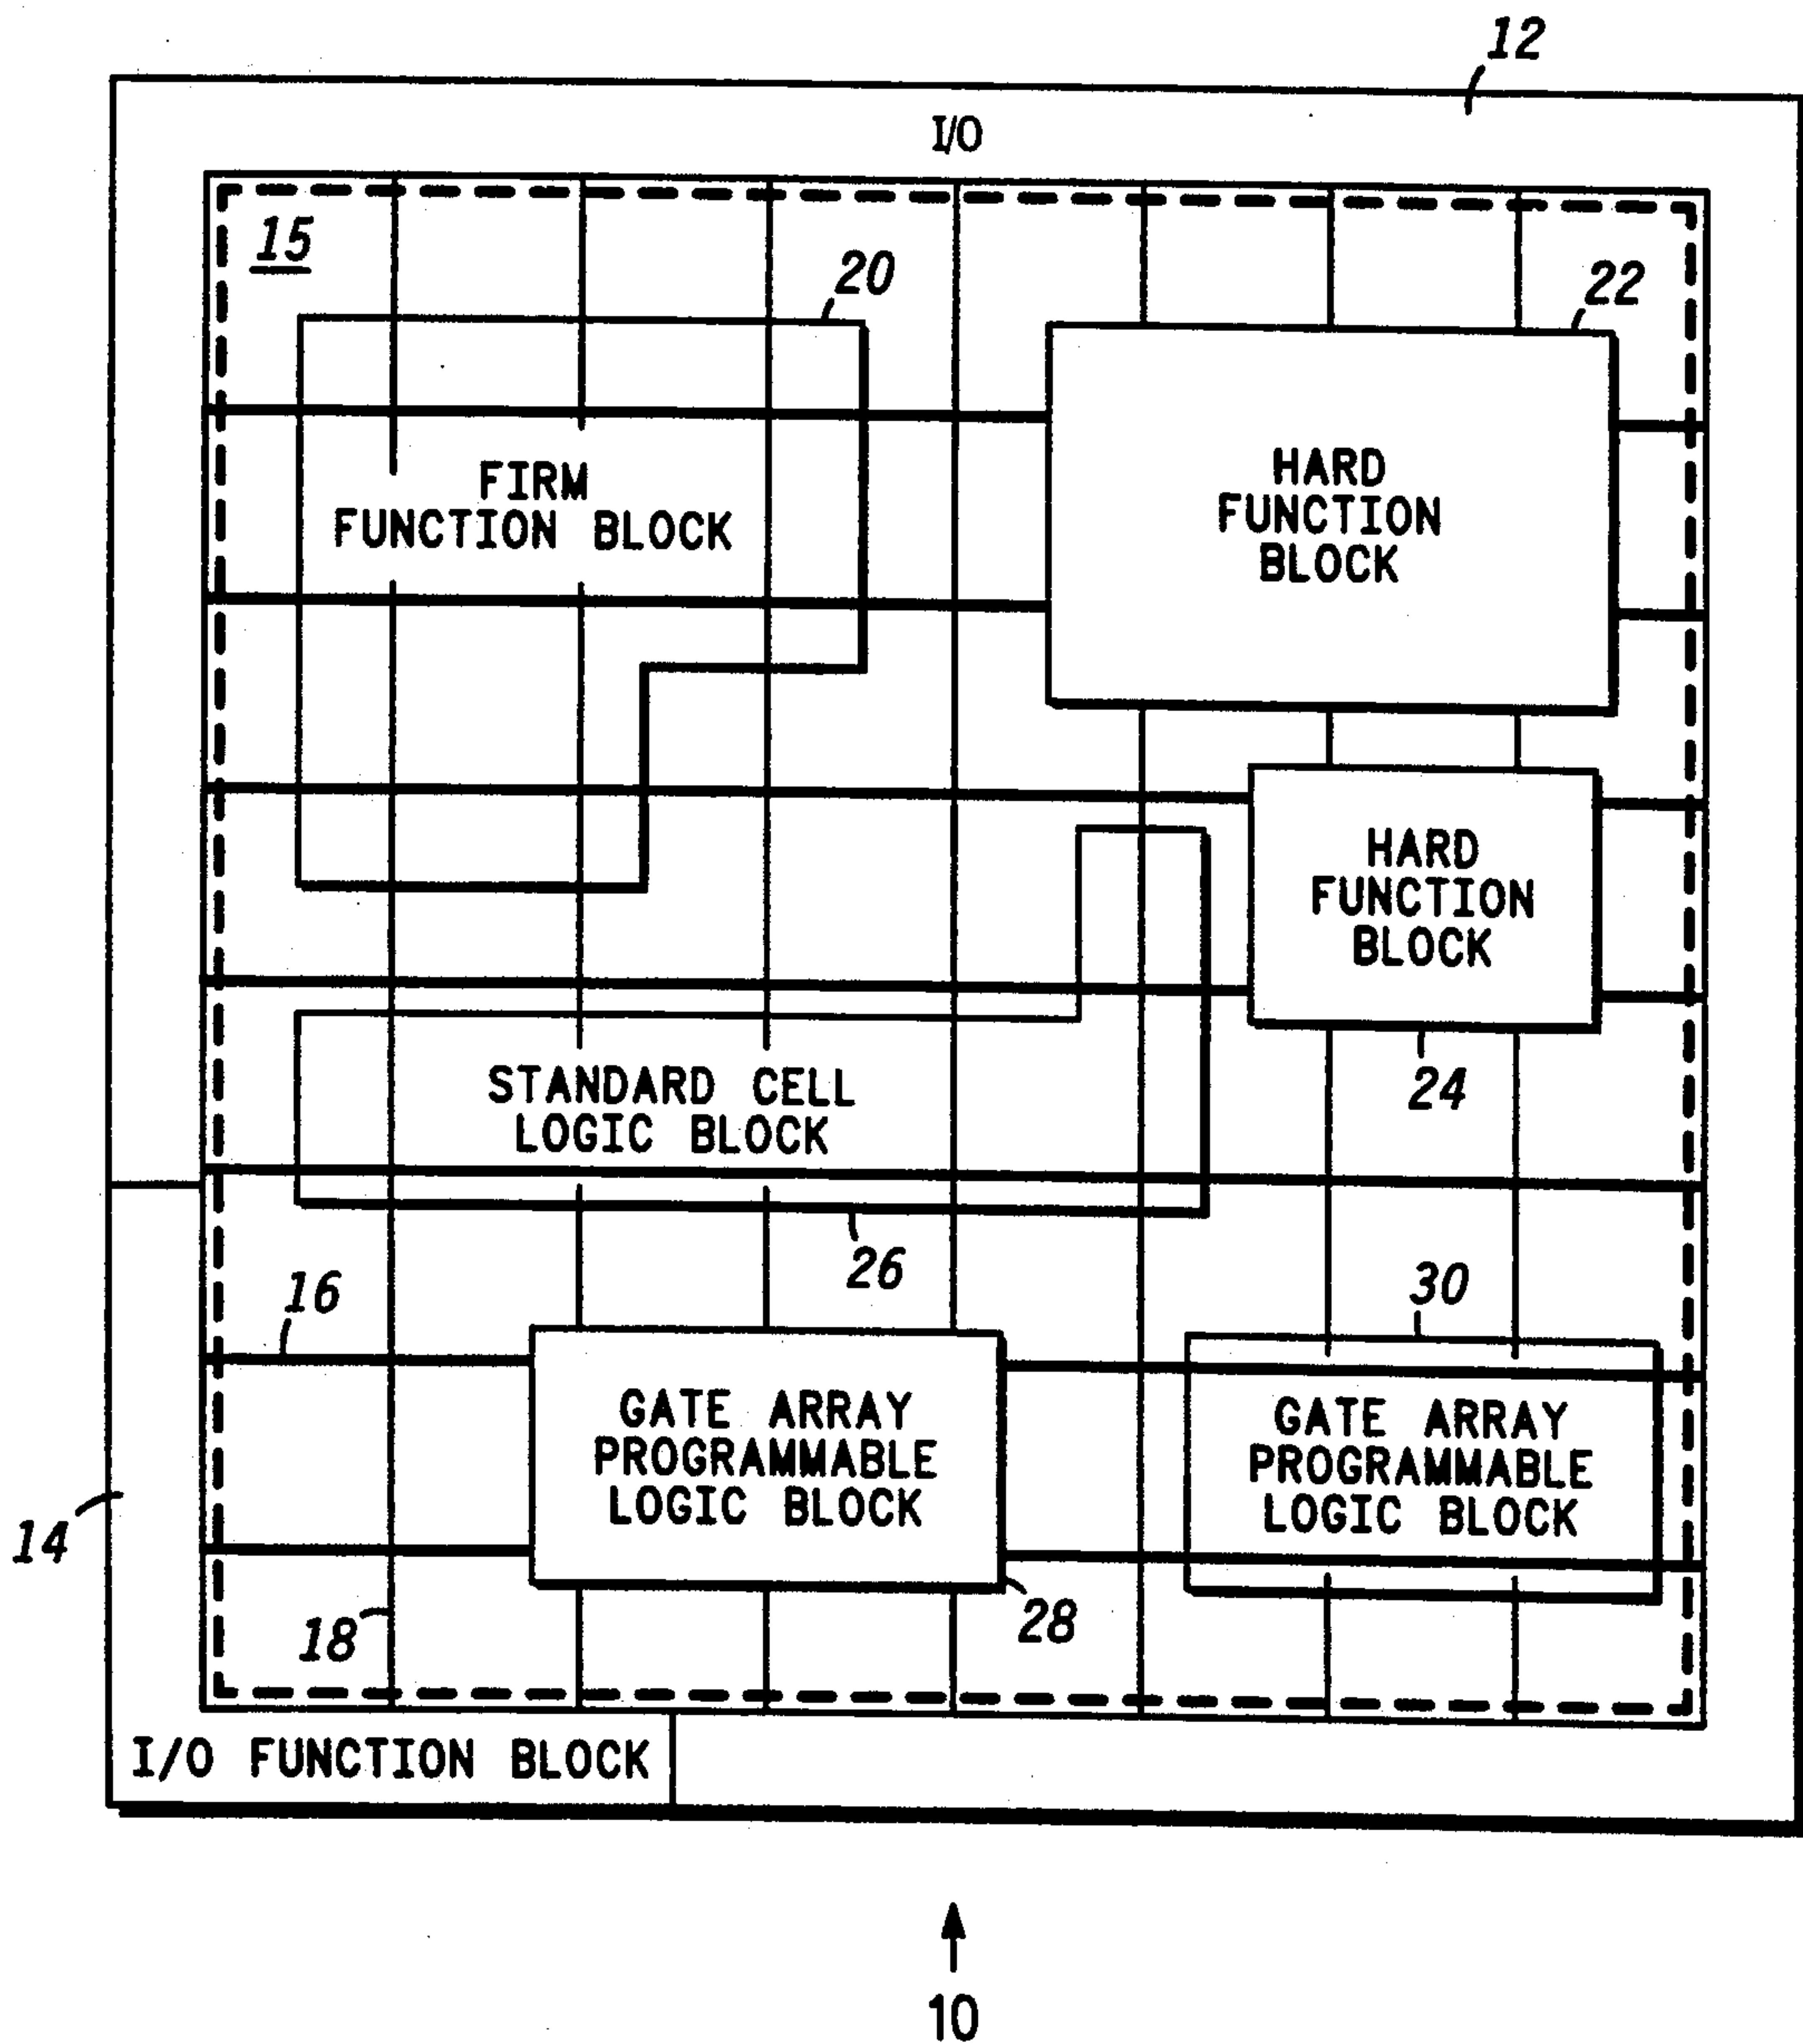 12
I/O
15
20
22
FIRM
FUNCTION BLOCK
HARD
FUNCTION
BLOCK
HARD
FUNCTION
BLOCK
24
STANDARD CELL
LOGIC BLOCK
26
16
30
GATE ARRAY
PROGRAMMABLE
LOGIC BLOCK
GATE ARRAY
PROGRAMMABLE
LOGIC BLOCK
14
18
28
I/O FUNCTION BLOCK
10